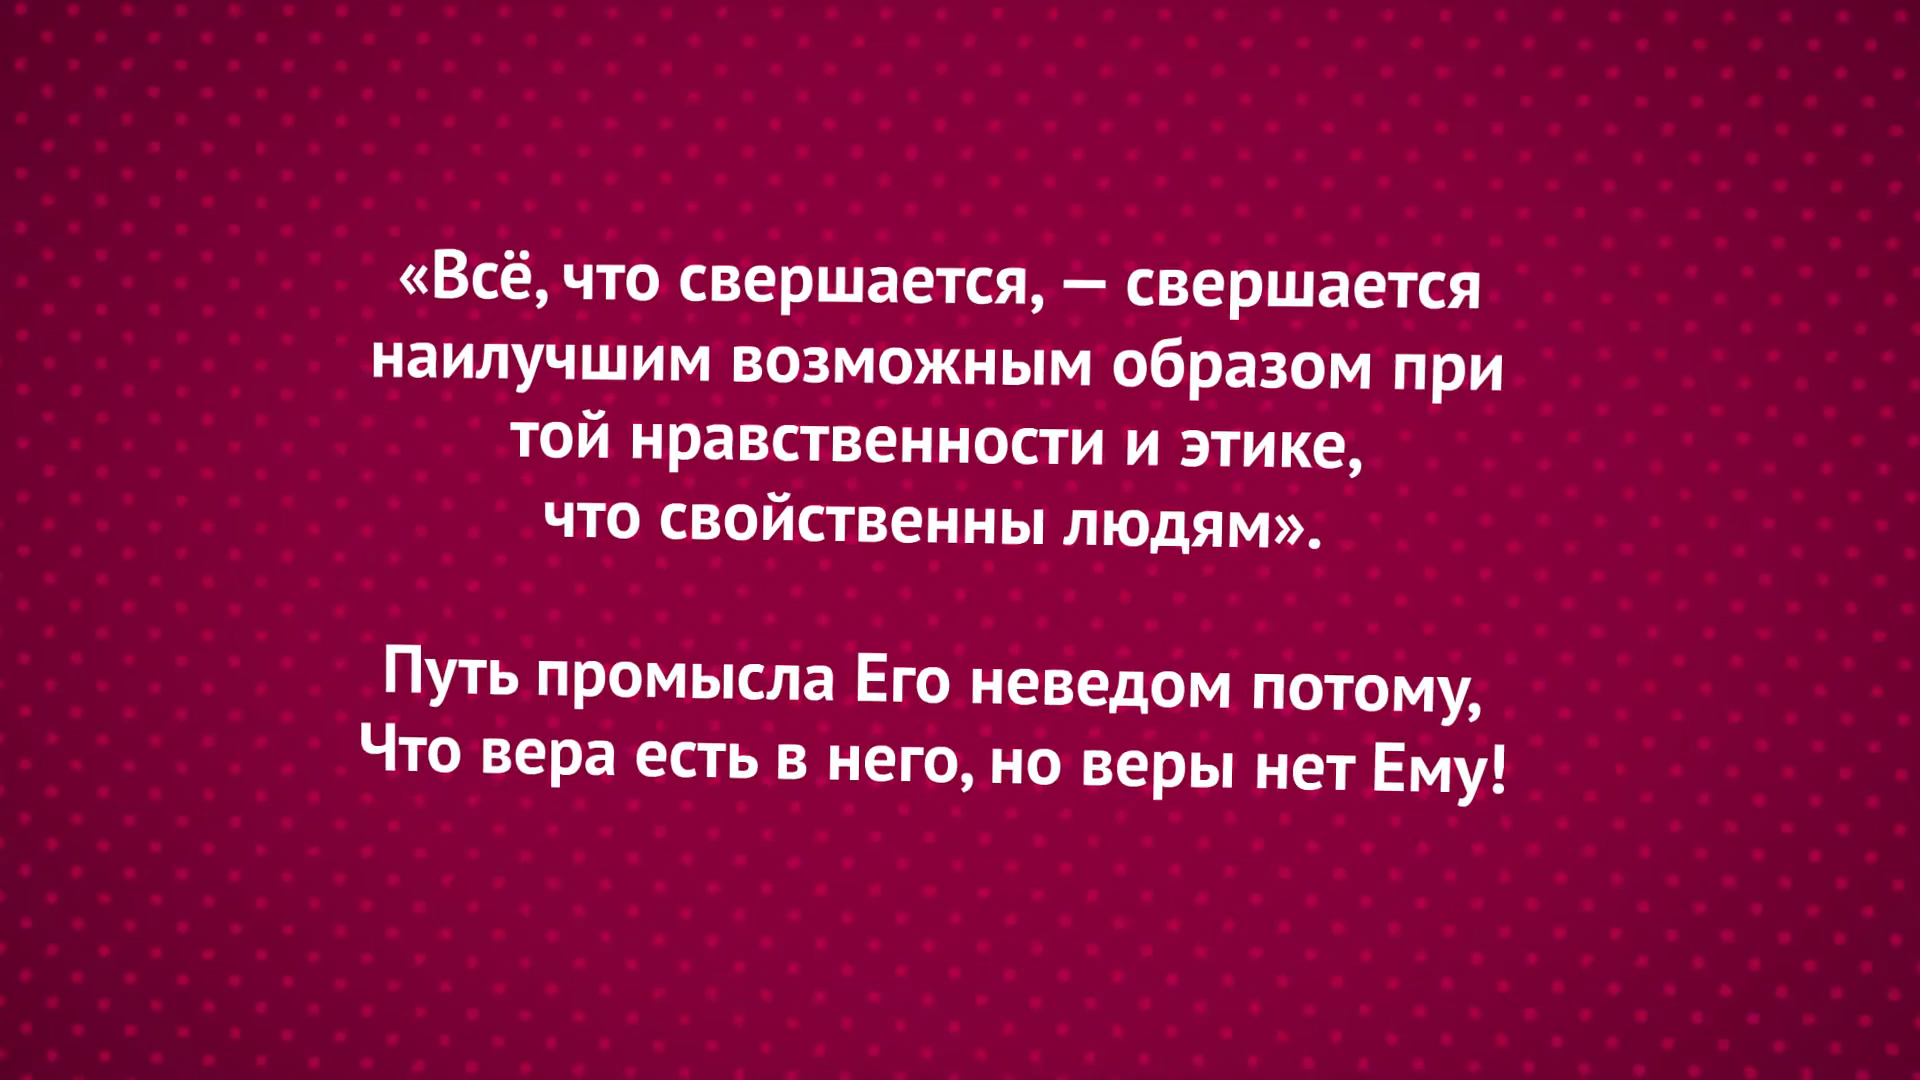 «Всё, что свершается, — свершается
наилучшим возможным образом при
той нравственности и этике,
что свойственны людям».
Путь промысла Его неведом потому,
Что вера есть в него, но веры нет Ему!